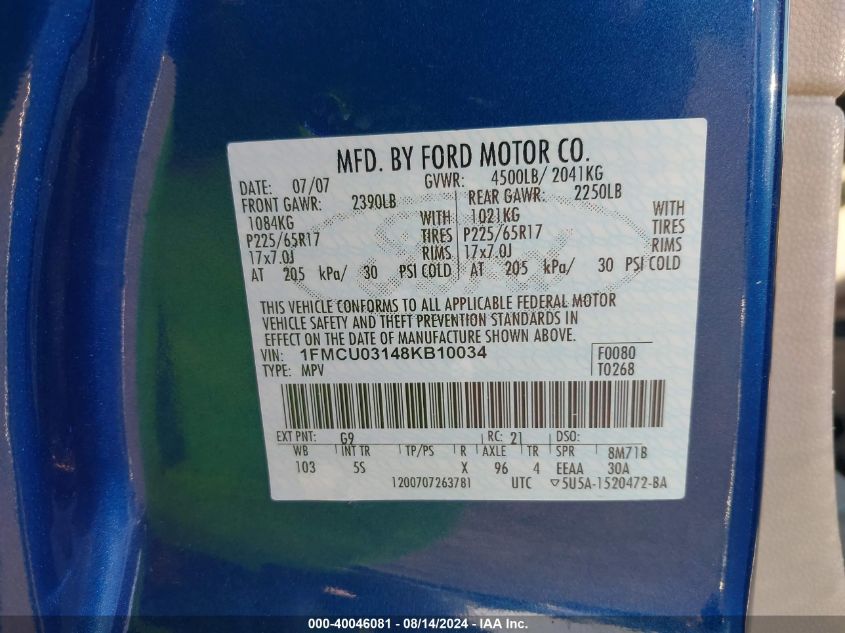 MFD. BY FORD MOTOR CO.
DATE: 07/07 GVWR: 4500LB/ 2041KG
FRONT GAWR: 2390LB REAR GAWR: 2250LB
1084KG WITH 1021KG WITH
P225/65R17 TIRES P225/65R17 TIRES
17x7.0J RIMS 17x7.0J RIMS
AT 205 kPa/ 30 PSI COLD AT 205 kPa/ 30 PSI COLD
THIS VEHICLE CONFORMS TO ALL APPLICABLE FEDERAL MOTOR
VEHICLE SAFETY AND THEFT PREVENTION STANDARDS IN
EFFECT ON THE DATE OF MANUFACTURE SHOWN ABOVE.
VIN: 1FMCU03148KB10034 F0080
TYPE: MPV T0268
EXT PNT: G9 RC: 21 DSO:
WB INT TR TP/PS R AXLE TR SPR 8M71B
103 5S X 96 4 EEAA 30A
1200707263781 UTC ▽5U5A-1520472-BA
Ford
000-40046081 - 08/14/2024 - IAA Inc.